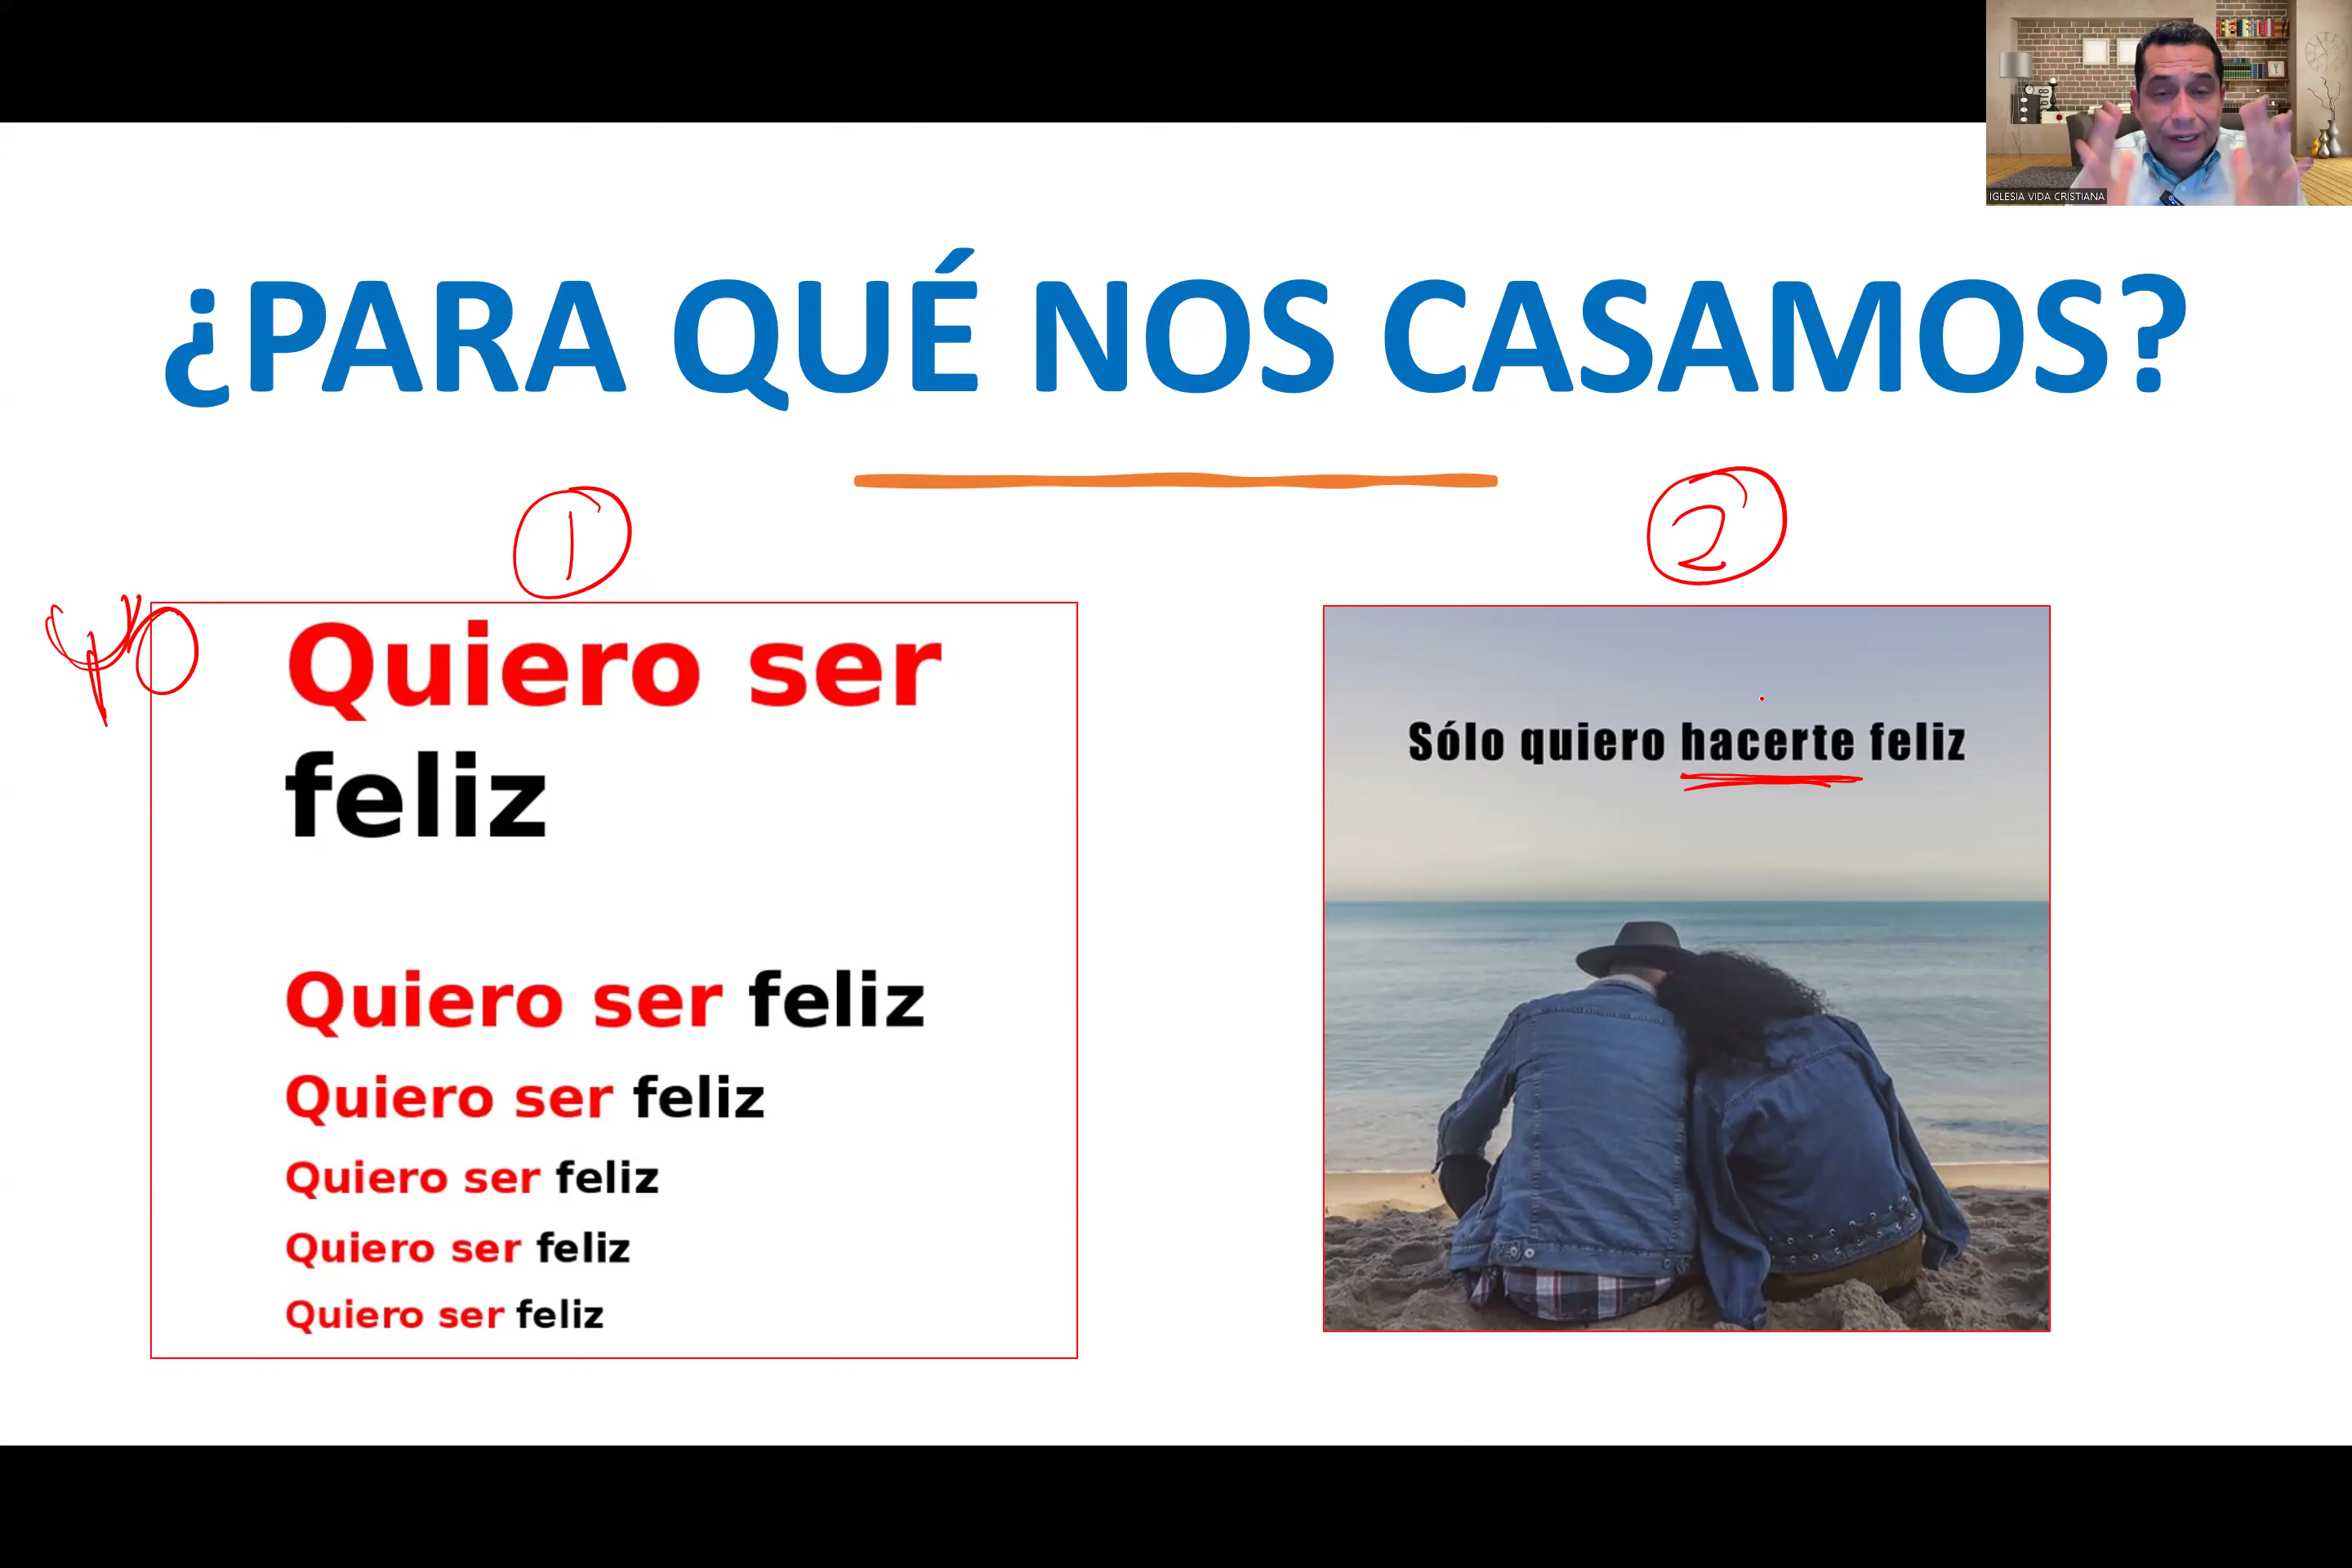 IGLESIA VIDA CRISTIANA
¿PARA QUÉ NOS CASAMOS?
1
2
yo
Quiero ser
feliz
Quiero ser feliz
Quiero ser feliz
Quiero ser feliz
Quiero ser feliz
Quiero ser feliz
Sólo quiero hacerte feliz